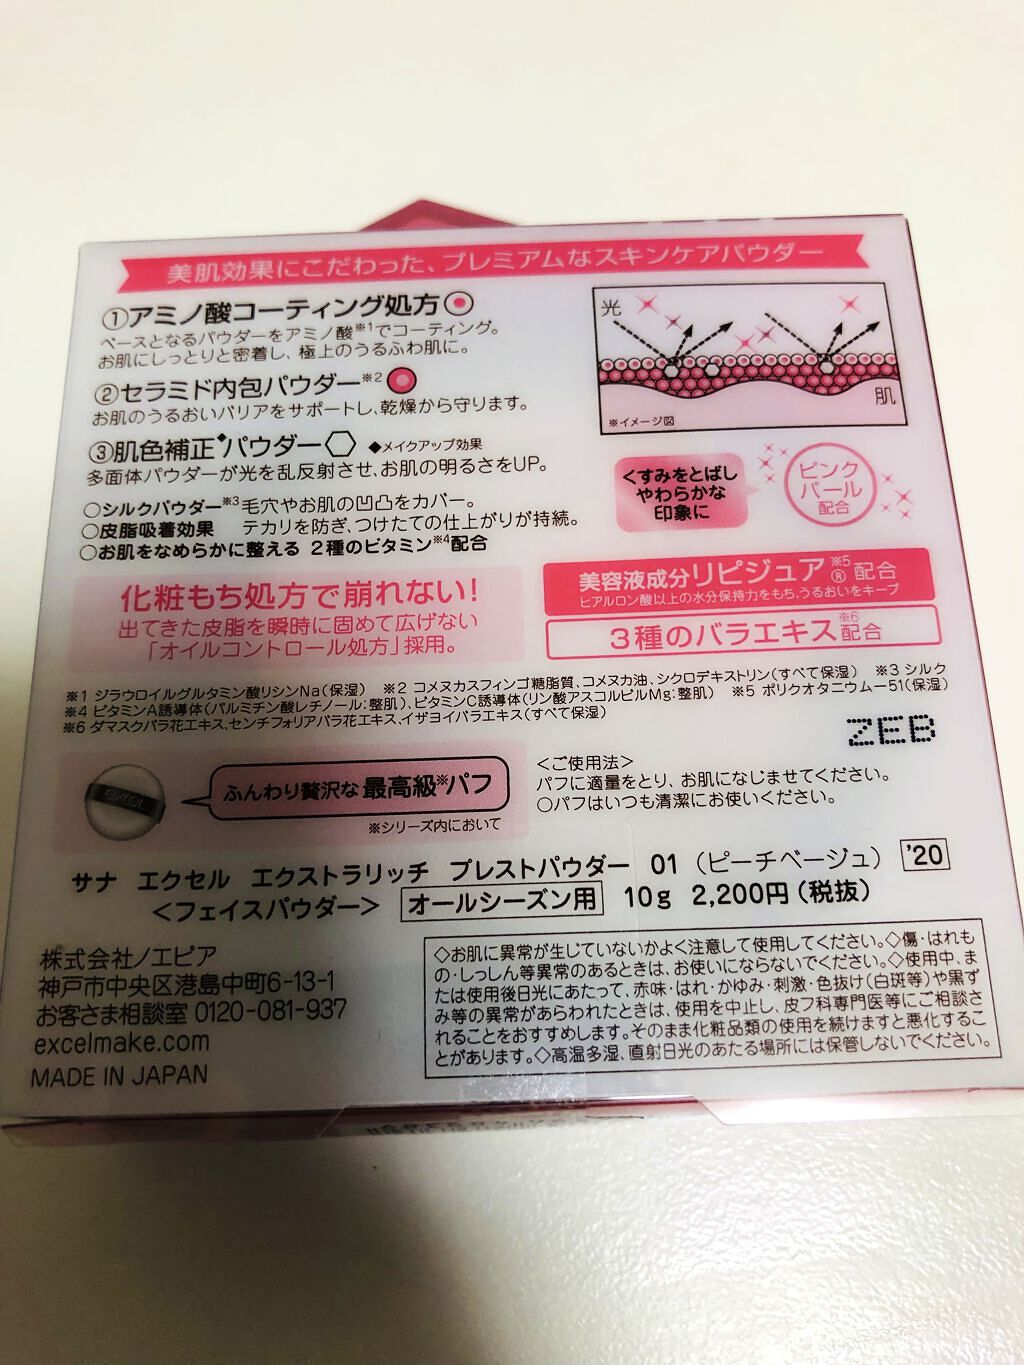 美肌効果にこだわった、プレミアムなスキンケアパウダー
①アミノ酸コーティング処方
ベースとなるパウダーをアミノ酸※1でコーティング。
お肌にしっとりと密着し、極上のうるふわ肌に。
②セラミド内包パウダー※2
お肌のうるおいバリアをサポートし、乾燥から守ります。
③肌色補正◆パウダー ◆メイクアップ効果
多面体パウダーが光を乱反射させ、お肌の明るさをUP。
○シルクパウダー※3 毛穴やお肌の凹凸をカバー。
○皮脂吸着効果 テカリを防ぎ、つけたての仕上がりが持続。
○お肌をなめらかに整える 2種のビタミン※4配合
光
肌
※イメージ図
くすみをとばし
やわらかな
印象に
ピンク
パール
配合
化粧もち処方で崩れない!
出てきた皮脂を瞬時に固めて広げない
「オイルコントロール処方」採用。
美容液成分リピジュア®※5配合
ヒアルロン酸以上の水分保持力をもち、うるおいをキープ
3種のバラエキス※6配合
※1 ジラウロイルグルタミン酸リシンNa(保湿) ※2 コメヌカスフィンゴ糖脂質、コメヌカ油、シクロデキストリン(すべて保湿) ※3 シルク
※4 ビタミンA誘導体(パルミチン酸レチノール:整肌)、ビタミンC誘導体(リン酸アスコルビルMg:整肌) ※5 ポリクオタニウム-51(保湿)
※6 ダマスクバラ花エキス、センチフォリアバラ花エキス、イザヨイバラエキス(すべて保湿)
ZEB
ふんわり贅沢な最高級※パフ
※シリーズ内において
<ご使用法>
パフに適量をとり、お肌になじませてください。
○パフはいつも清潔にお使いください。
サナ エクセル エクストラリッチ プレストパウダー 01 (ピーチベージュ) '20
<フェイスパウダー> オールシーズン用 10g 2,200円(税抜)
株式会社ノエビア
神戸市中央区港島中町6-13-1
お客さま相談室 0120-081-937
excelmake.com
MADE IN JAPAN
◇お肌に異常が生じていないかよく注意して使用してください。◇傷・はれも
の・しっしん等異常のあるときは、お使いにならないでください。◇使用中、ま
たは使用後日光にあたって、赤味・はれ・かゆみ・刺激・色抜け(白斑等)や黒ず
み等の異常があらわれたときは、使用を中止し、皮フ科専門医等にご相談さ
れることをおすすめします。そのまま化粧品類の使用を続けますと悪化するこ
とがあります。◇高温多湿、直射日光のあたる場所には保管しないでください。